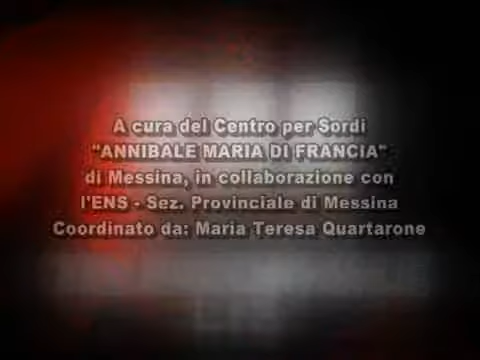 A cura del Centro per Sordi
"ANNIBALE MARIA DI FRANCIA"
di Messina, in collaborazione con
l'ENS - Sez. Provinciale di Messina
Coordinato da: Maria Teresa Quartarone